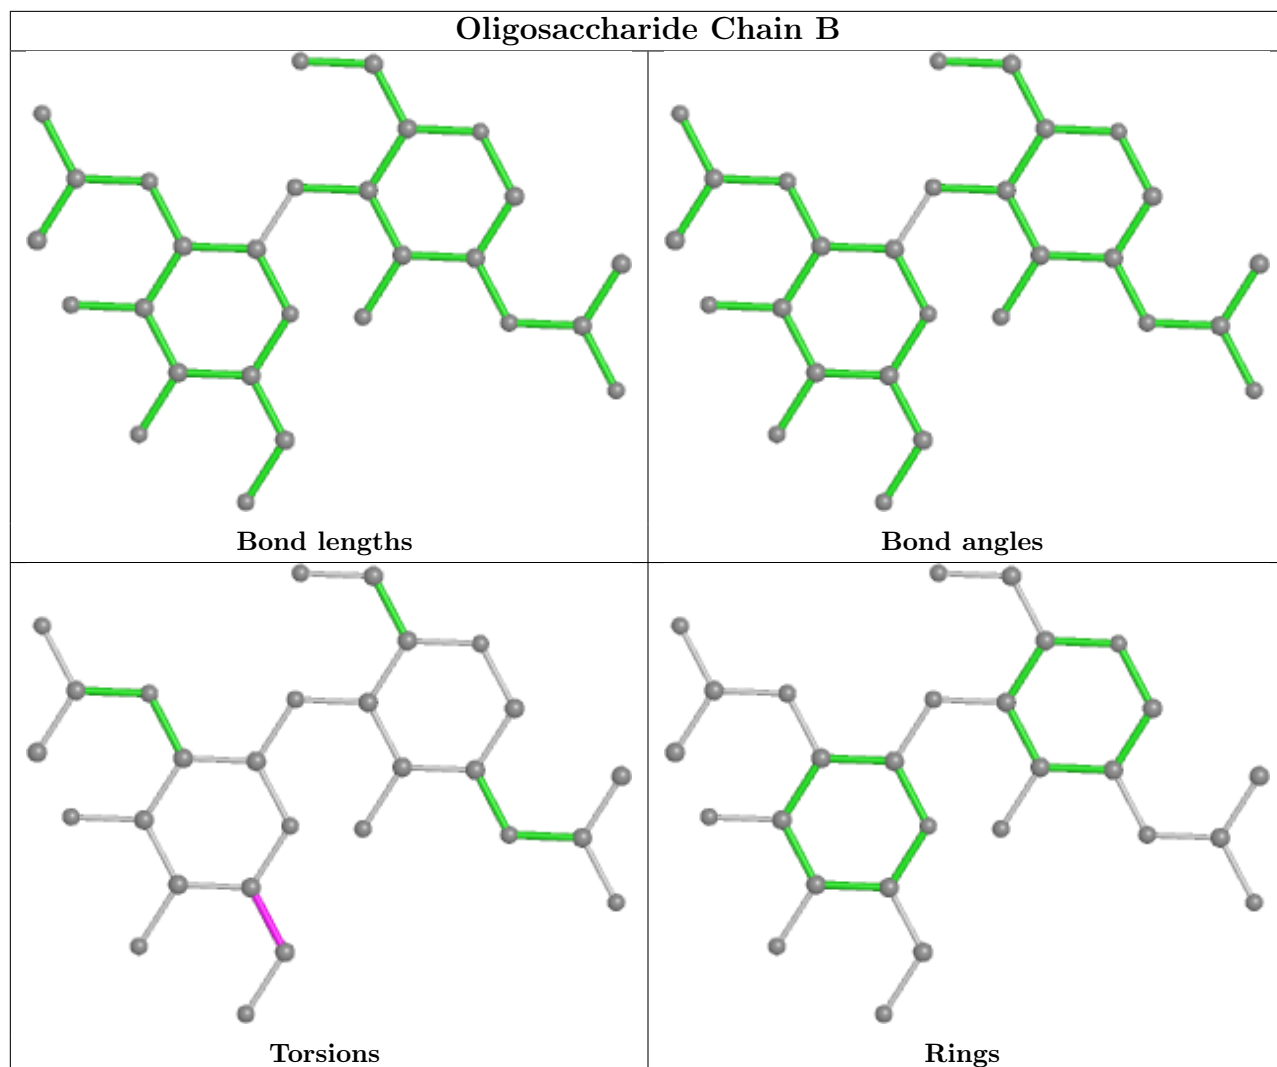 Oligosaccharide Chain B
Bond lengths
Bond angles
Torsions
Rings